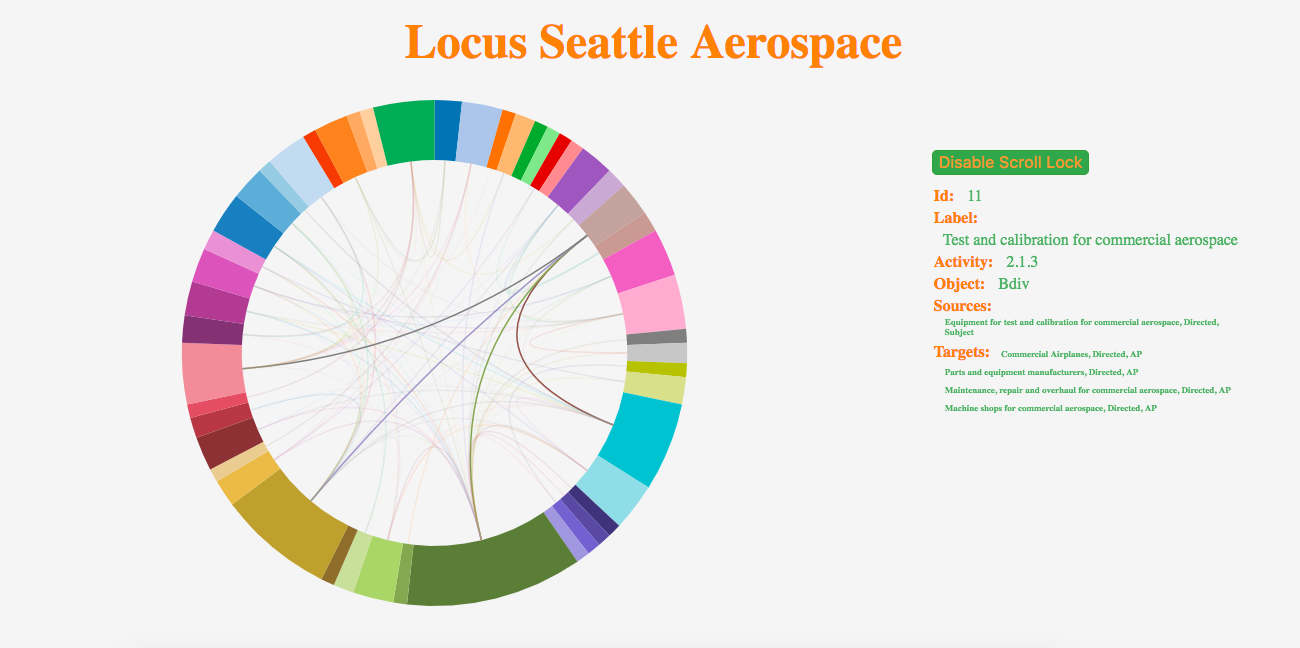 Locus Seattle Aerospace
Disable Scroll Lock
Id: 11
Label:
Test and calibration for commercial aerospace
Activity: 2.1.3
Object: Bdiv
Sources:
Equipment for test and calibration for commercial aerospace, Directed,
Subject
Targets: Commercial Airplanes, Directed, AP
Parts and equipment manufacturers, Directed, AP
Maintenance, repair and overhaul for commercial aerospace, Directed, AP
Machine shops for commercial aerospace, Directed, AP